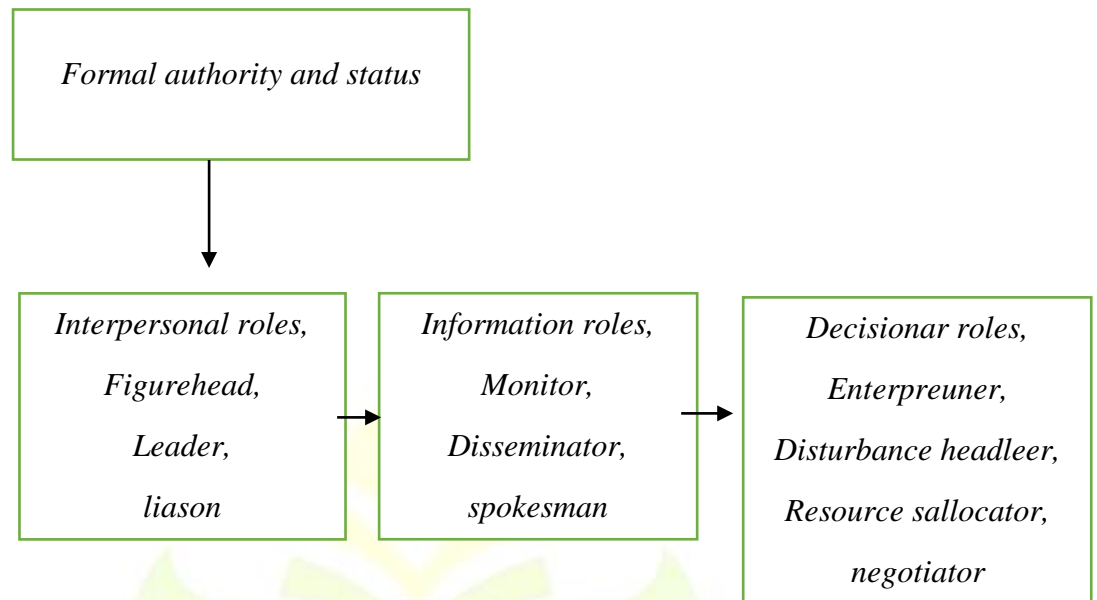 Formal authority and status
Interpersonal roles,
Figurehead,
Leader,
liason
Information roles,
Monitor,
Disseminator,
spokesman
Decisionar roles,
Enterpreuner,
Disturbance headleer,
Resource sallocator,
negotiator